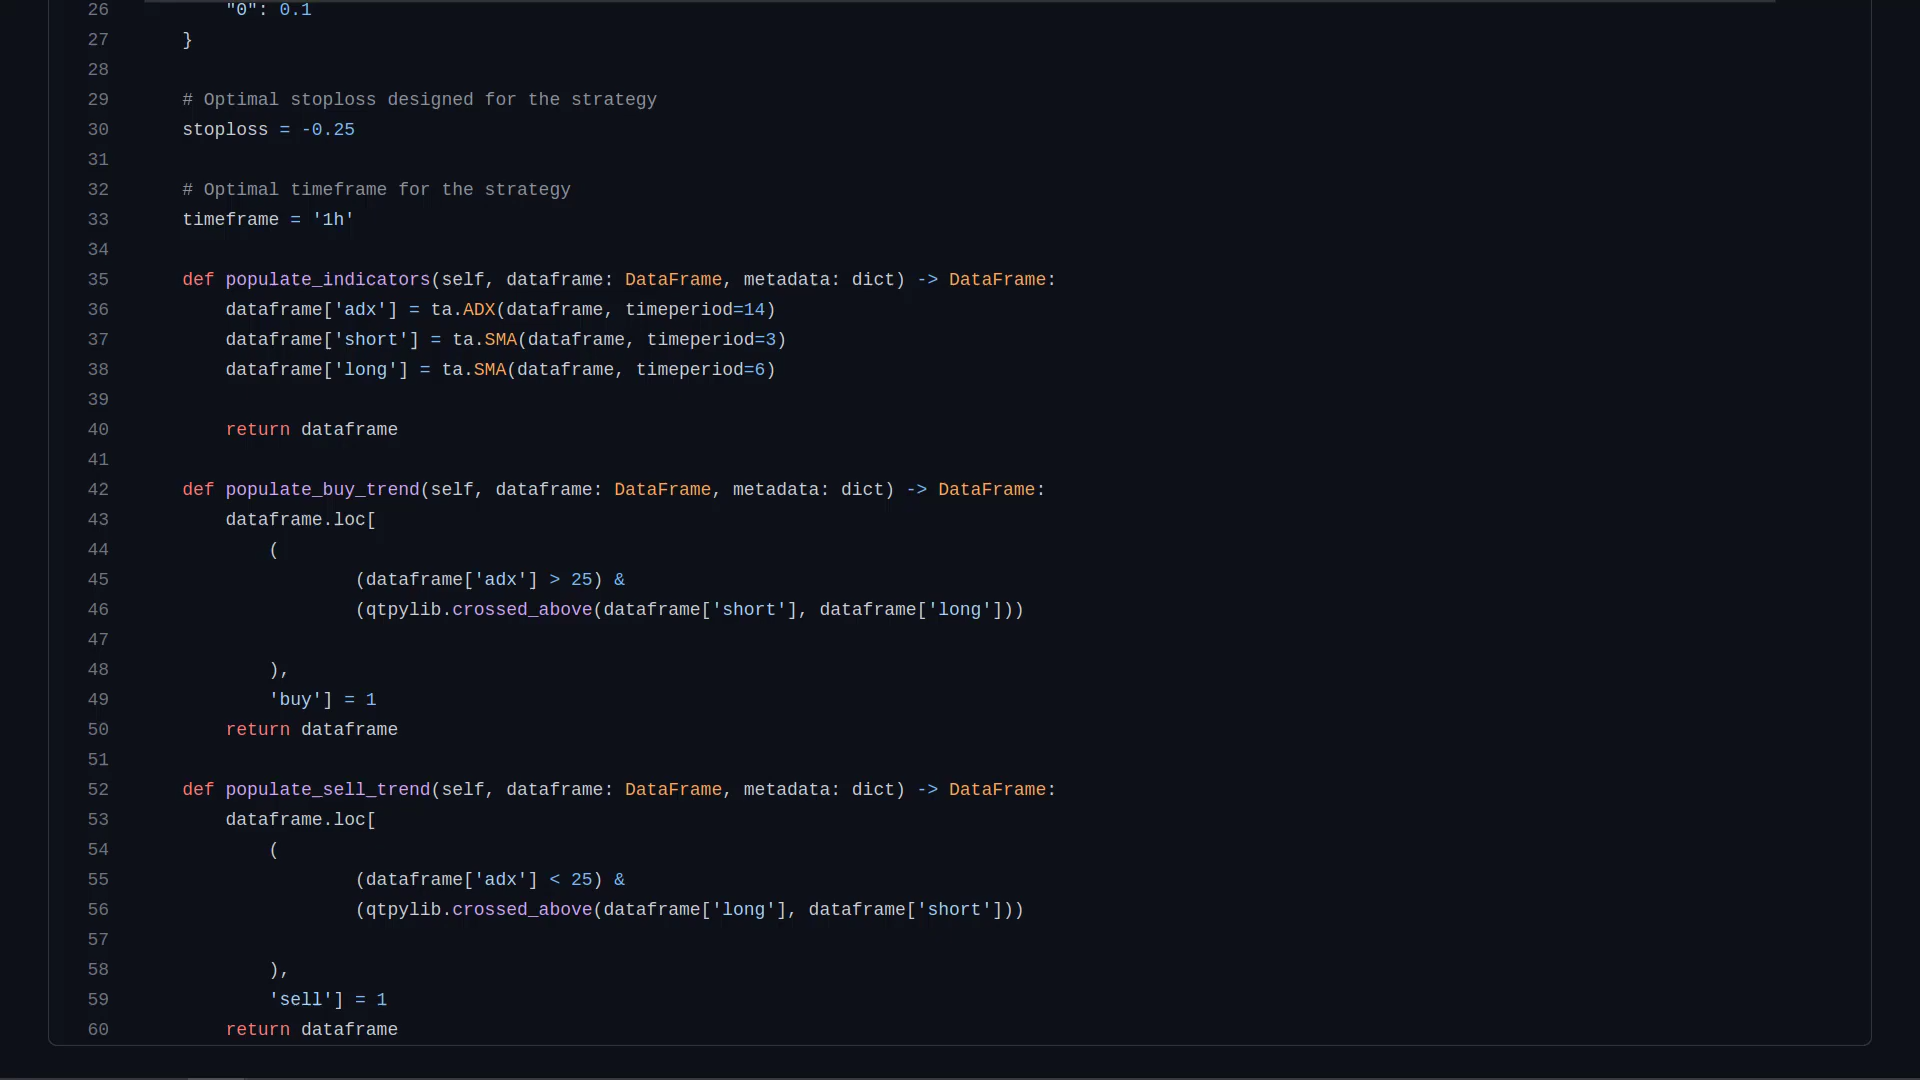 26             "0": 0.1
27         }
28
29         # Optimal stoploss designed for the strategy
30         stoploss = -0.25
31
32         # Optimal timeframe for the strategy
33         timeframe = '1h'
34
35         def populate_indicators(self, dataframe: DataFrame, metadata: dict) -> DataFrame:
36             dataframe['adx'] = ta.ADX(dataframe, timeperiod=14)
37             dataframe['short'] = ta.SMA(dataframe, timeperiod=3)
38             dataframe['long'] = ta.SMA(dataframe, timeperiod=6)
39
40             return dataframe
41
42         def populate_buy_trend(self, dataframe: DataFrame, metadata: dict) -> DataFrame:
43             dataframe.loc[
44                 (
45                         (dataframe['adx'] > 25) &
46                         (qtpylib.crossed_above(dataframe['short'], dataframe['long']))
47
48                 ),
49                 'buy'] = 1
50             return dataframe
51
52         def populate_sell_trend(self, dataframe: DataFrame, metadata: dict) -> DataFrame:
53             dataframe.loc[
54                 (
55                         (dataframe['adx'] < 25) &
56                         (qtpylib.crossed_above(dataframe['long'], dataframe['short']))
57
58                 ),
59                 'sell'] = 1
60             return dataframe